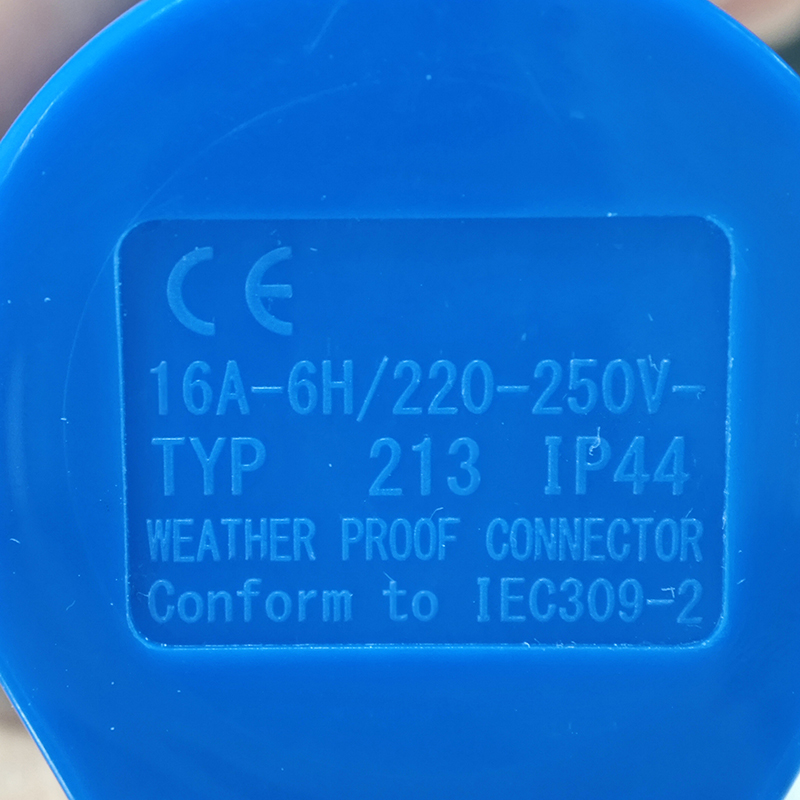 CE
16A-6H/220-250V-
TYP 213 IP44
WEATHER PROOF CONNECTOR
Conform to IEC309-2